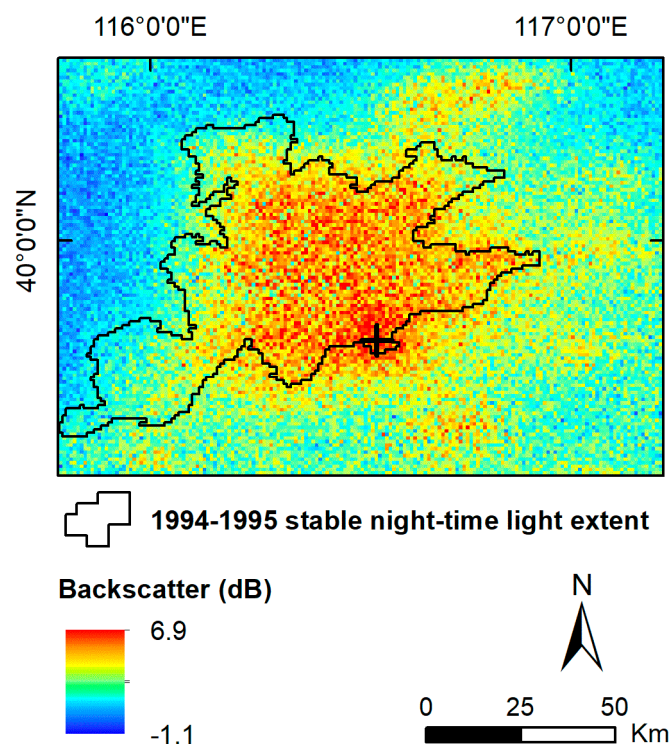 116°0'0"E 117°0'0"E
40°0'0"N
1994-1995 stable night-time light extent
Backscatter (dB)
6.9
-1.1
N
0 25 50
Km